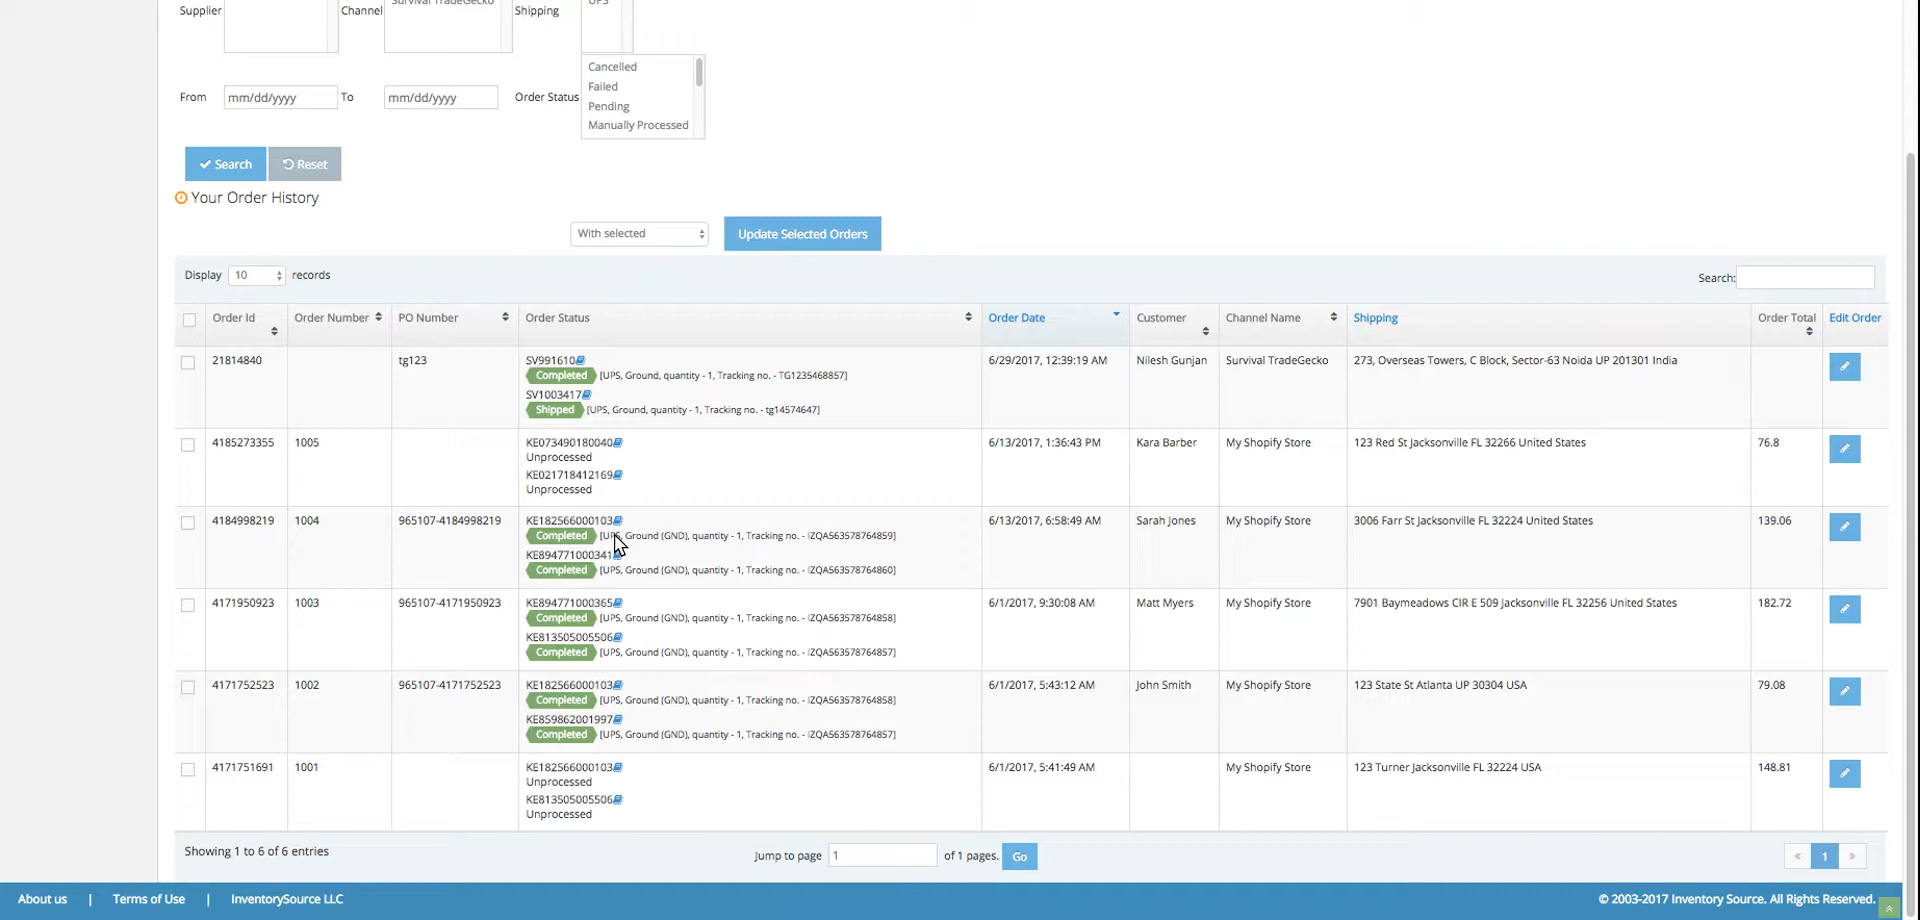 Supplier Channel Survival TradeGecko Shipping UPS
Cancelled
Failed
Pending
Manually Processed
From mm/dd/yyyy To mm/dd/yyyy Order Status
Search Reset
Your Order History
With selected Update Selected Orders
Display 10 records Search:
Order Id Order Number PO Number Order Status Order Date Customer Channel Name Shipping Order Total Edit Order
21814840 tg123 SV991610 6/29/2017, 12:39:19 AM Nilesh Gunjan Survival TradeGecko 273, Overseas Towers, C Block, Sector-63 Noida UP 201301 India
Completed [UPS, Ground, quantity - 1, Tracking no. - TG1235468857]
SV1003417
Shipped [UPS, Ground, quantity - 1, Tracking no. - tg14574647]
4185273355 1005 KE073490180040 6/13/2017, 1:36:43 PM Kara Barber My Shopify Store 123 Red St Jacksonville FL 32266 United States 76.8
Unprocessed
KE021718412169
Unprocessed
4184998219 1004 965107-4184998219 KE182566000103 6/13/2017, 6:58:49 AM Sarah Jones My Shopify Store 3006 Farr St Jacksonville FL 32224 United States 139.06
Completed [UPS, Ground (GND), quantity - 1, Tracking no. - IZQA563578764859]
KE894771000341
Completed [UPS, Ground (GND), quantity - 1, Tracking no. - IZQA563578764860]
4171950923 1003 965107-4171950923 KE894771000365 6/1/2017, 9:30:08 AM Matt Myers My Shopify Store 7901 Baymeadows CIR E 509 Jacksonville FL 32256 United States 182.72
Completed [UPS, Ground (GND), quantity - 1, Tracking no. - IZQA563578764858]
KE813505005506
Completed [UPS, Ground (GND), quantity - 1, Tracking no. - IZQA563578764857]
4171752523 1002 965107-4171752523 KE182566000103 6/1/2017, 5:43:12 AM John Smith My Shopify Store 123 State St Atlanta UP 30304 USA 79.08
Completed [UPS, Ground (GND), quantity - 1, Tracking no. - IZQA563578764858]
KE859862001997
Completed [UPS, Ground (GND), quantity - 1, Tracking no. - IZQA563578764857]
4171751691 1001 KE182566000103 6/1/2017, 5:41:49 AM My Shopify Store 123 Turner Jacksonville FL 32224 USA 148.81
Unprocessed
KE813505005506
Unprocessed
Showing 1 to 6 of 6 entries Jump to page 1 of 1 pages. Go « 1 »
About us | Terms of Use | InventorySource LLC © 2003-2017 Inventory Source. All Rights Reserved.